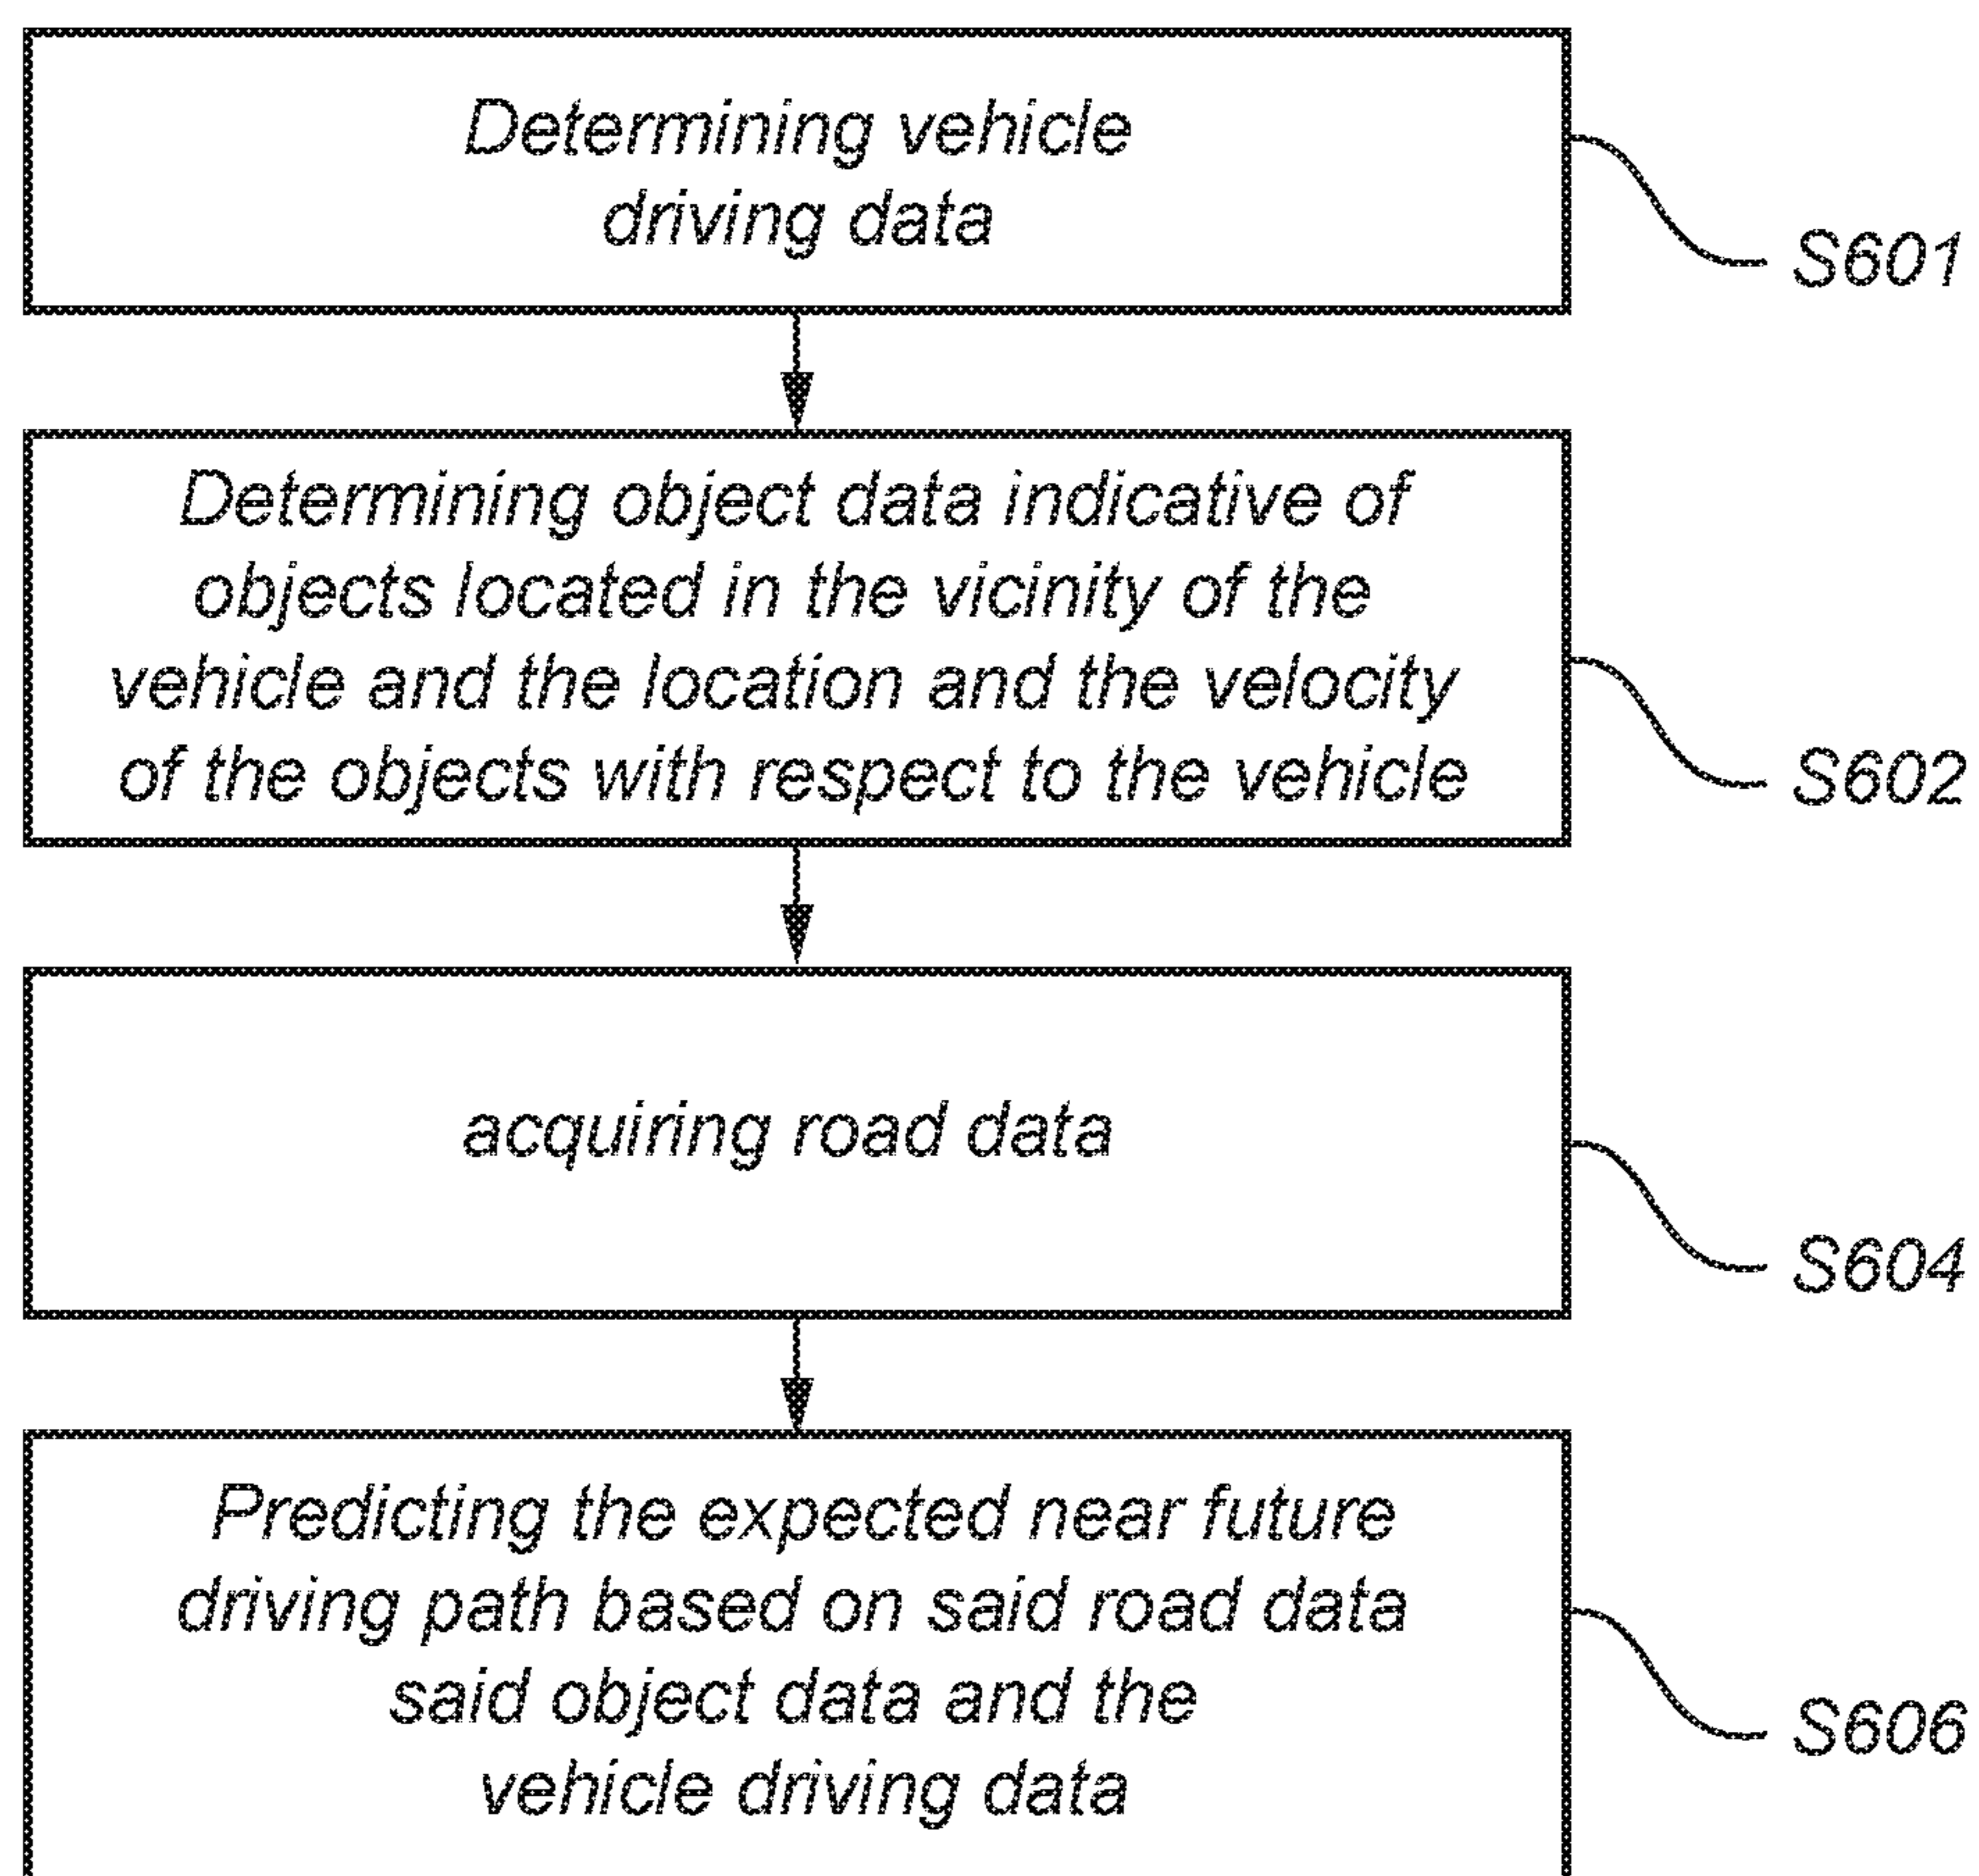 Determining vehicle
driving data
S601
Determining object data indicative of
objects located in the vicinity of the
vehicle and the location and the velocity
of the objects with respect to the vehicle
S602
acquiring road data
S604
Predicting the expected near future
driving path based on said road data
said object data and the
vehicle driving data
S606